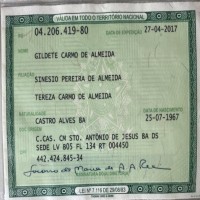 VÁLIDA EM TODO O TERRITÓRIO NACIONAL
04.206.419-80 27-04-2017
GILDETE CARMO DE ALMEIDA
SINESIO PEREIRA DE ALMEIDA
TEREZA CARMO DE ALMEIDA
CASTRO ALVES BA 25-07-1967
C.CAS. CM STO. ANTÔNIO DE JESUS BA DS
SEDE LV B05 FL 134 RT 004450
442.424.845-34
LEI Nº 7.116 DE 29/08/83